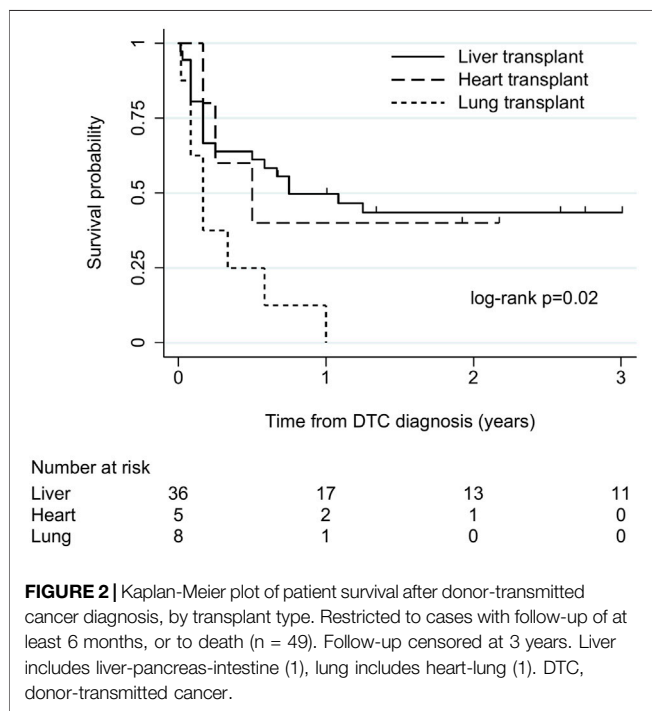 Liver transplant
Heart transplant
Lung transplant
Survival probability
1
0.75
0.5
0.25
0
log-rank p=0.02
0 1 2 3
Time from DTC diagnosis (years)
Number at risk
Liver 36 17 13 11
Heart 5 2 1 0
Lung 8 1 0 0
FIGURE 2 | Kaplan-Meier plot of patient survival after donor-transmitted
cancer diagnosis, by transplant type. Restricted to cases with follow-up of at
least 6 months, or to death (n = 49). Follow-up censored at 3 years. Liver
includes liver-pancreas-intestine (1), lung includes heart-lung (1). DTC,
donor-transmitted cancer.